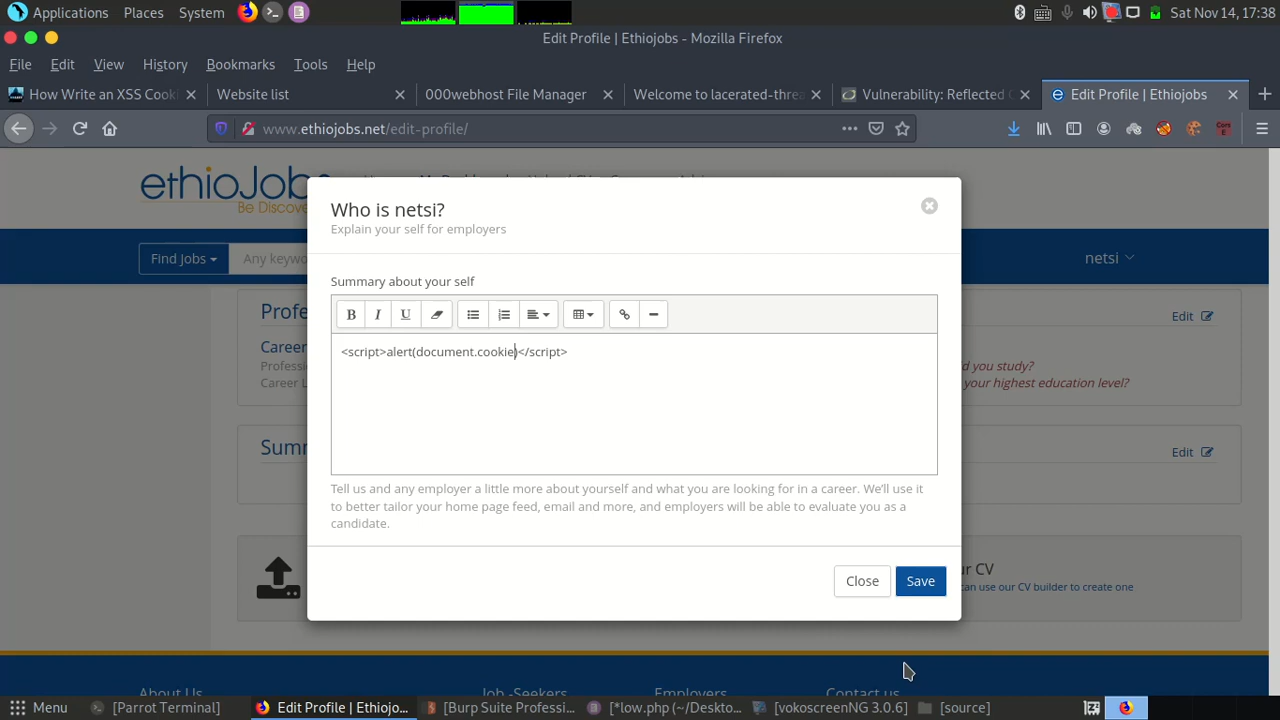 Applications Places System
Sat Nov 14, 17:38
Edit Profile | Ethiojobs - Mozilla Firefox
File Edit View History Bookmarks Tools Help
How Write an XSS Cooki
Website list
000webhost File Manager
Welcome to lacerated-threa
Vulnerability: Reflected
Edit Profile | Ethiojobs
www.ethiojobs.net/edit-profile/
ethioJobs
Be Discove
Find Jobs
Any keywo
netsi
Who is netsi?
Explain your self for employers
Summary about your self
B I U
<script>alert(document.cookie)</script>
Tell us and any employer a little more about yourself and what you are looking for in a career. We'll use it
to better tailor your home page feed, email and more, and employers will be able to evaluate you as a
candidate.
Close Save
Profe
Edit
Career
Professio
Career L
d you study?
your highest education level?
Summ
Edit
ur CV
can use our CV builder to create one
About Us
Job -Seekers
Employers
Contact us
Menu
[Parrot Terminal]
Edit Profile | Ethiojo...
[Burp Suite Professi...
[*low.php (~/Deskto...
[vokoscreenNG 3.0.6]
[source]